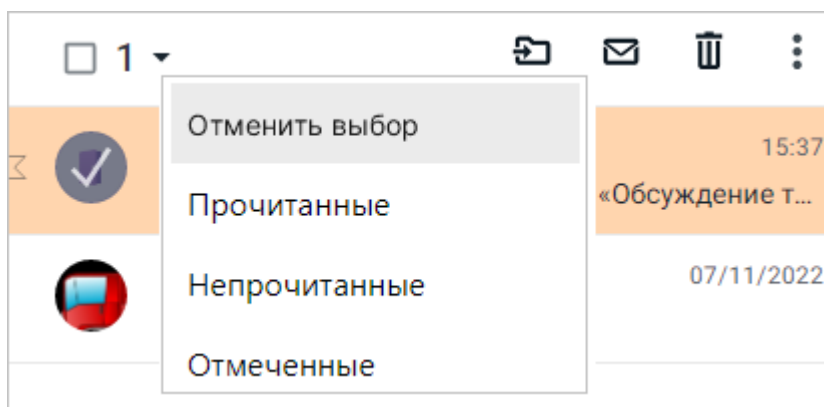 1
Отменить выбор
15:37
«Обсуждение т...
Прочитанные
07/11/2022
Непрочитанные
Отмеченные